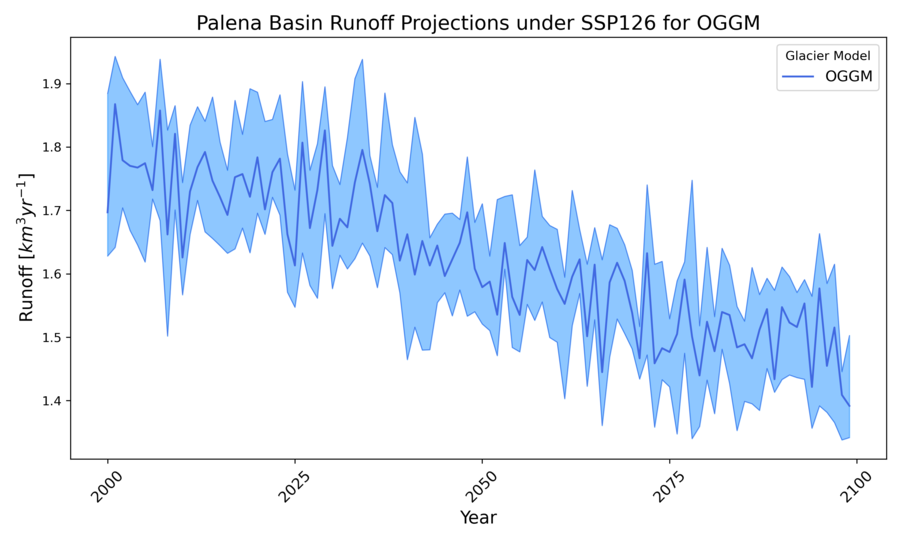 Palena Basin Runoff Projections under SSP126 for OGGM
Glacier Model
OGGM
Runoff [km³yr⁻¹]
1.9
1.8
1.7
1.6
1.5
1.4
2000
2025
2050
2075
2100
Year